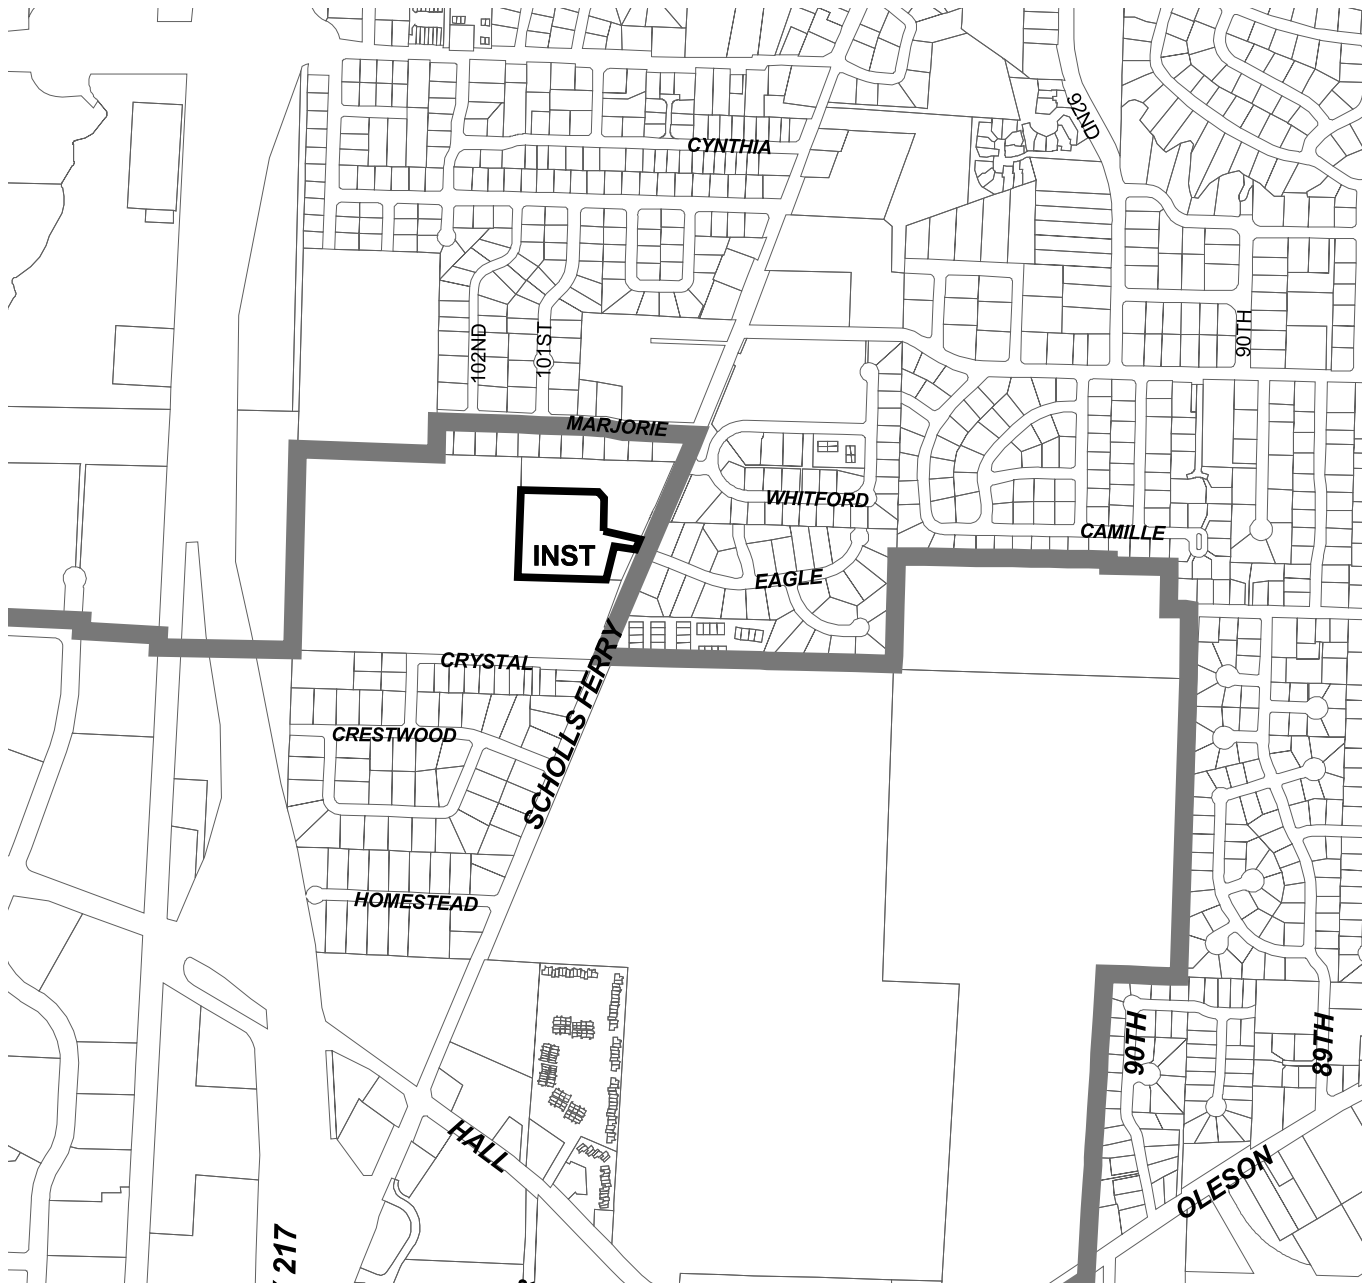 92ND
CYNTHIA
90TH
102ND
101ST
MARJORIE
WHITFORD
CAMILLE
INST
EAGLE
CRYSTAL
SCHOLLS FERRY
CRESTWOOD
HOMESTEAD
90TH
89TH
HALL
OLESON
217